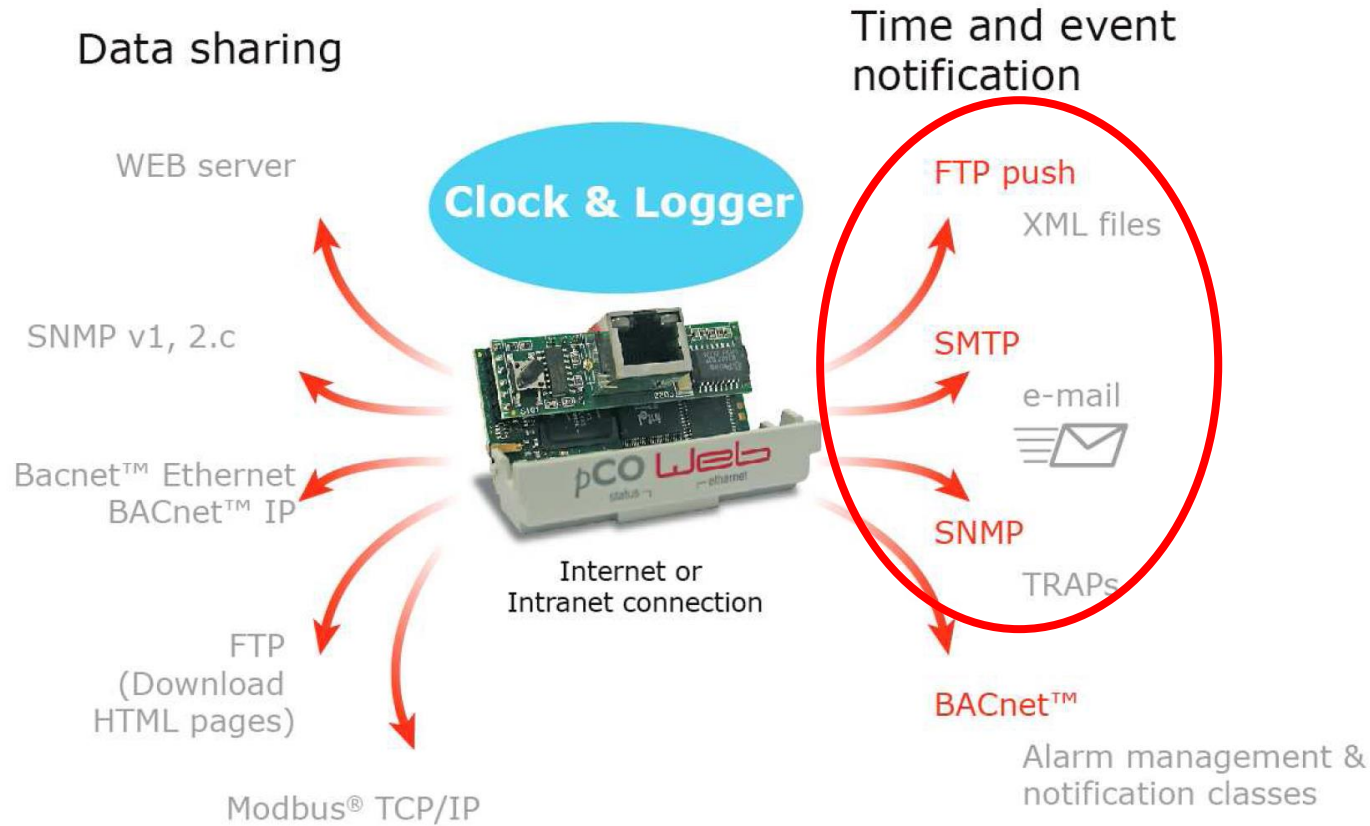 Data sharing
Time and event
notification
WEB server
Clock & Logger
FTP push
XML files
SNMP v1, 2.c
SMTP
e-mail
Bacnet™ Ethernet
BACnet™ IP
pCO Web
status
ethernet
SNMP
TRAPs
Internet or
Intranet connection
FTP
(Download
HTML pages)
BACnet™
Alarm management &
notification classes
Modbus® TCP/IP